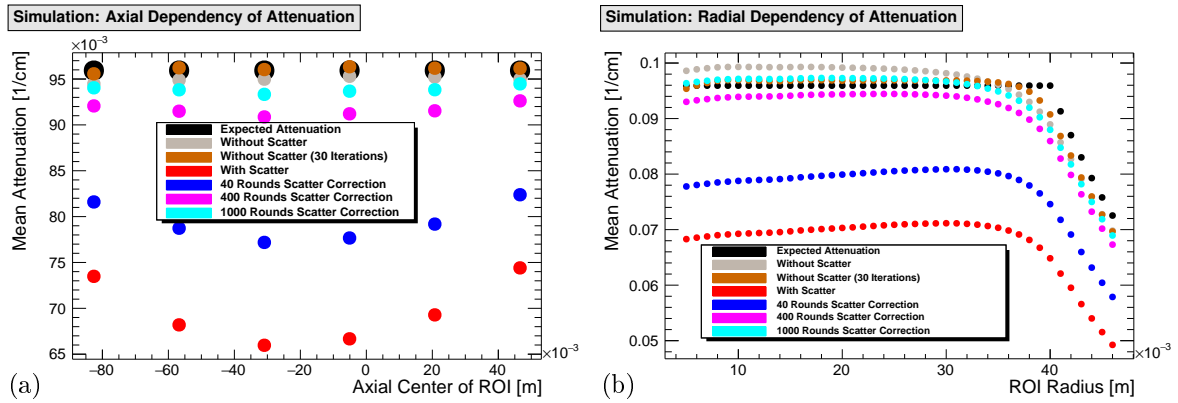 Simulation: Axial Dependency of Attenuation
×10⁻³
Mean Attenuation [1/cm]
95
90
85
80
75
70
65
Expected Attenuation
Without Scatter
Without Scatter (30 Iterations)
With Scatter
40 Rounds Scatter Correction
400 Rounds Scatter Correction
1000 Rounds Scatter Correction
−80 −60 −40 −20 0 20 40
×10⁻³
Axial Center of ROI [m]
(a)
Simulation: Radial Dependency of Attenuation
Mean Attenuation [1/cm]
0.1
0.09
0.08
0.07
0.06
0.05
Expected Attenuation
Without Scatter
Without Scatter (30 Iterations)
With Scatter
40 Rounds Scatter Correction
400 Rounds Scatter Correction
1000 Rounds Scatter Correction
10 20 30 40
×10⁻³
ROI Radius [m]
(b)